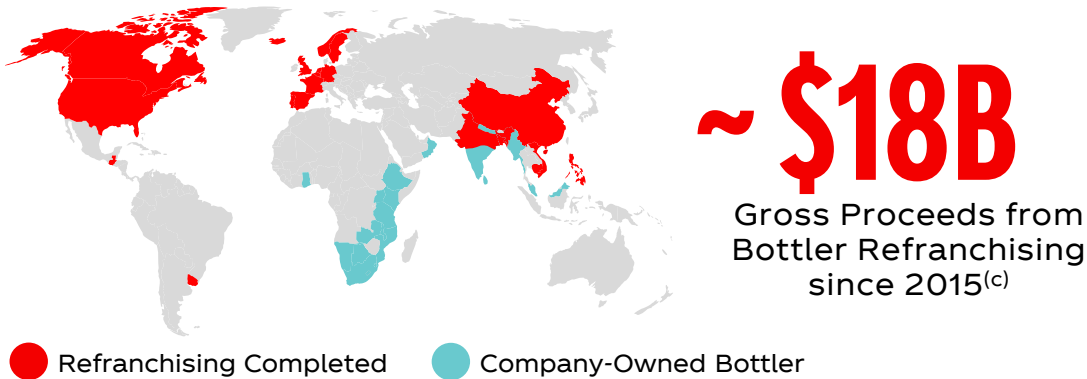 ~ $18B
Gross Proceeds from
Bottler Refranchising
since 2015(c)
Refranchising Completed
Company-Owned Bottler